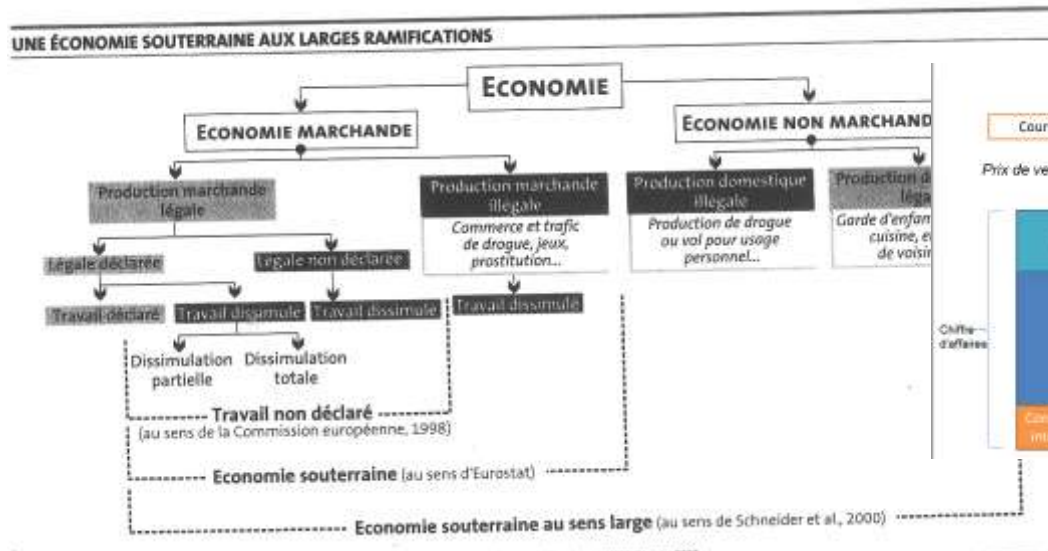 UNE ÉCONOMIE SOUTERRAINE AUX LARGES RAMIFICATIONS
ECONOMIE
ECONOMIE MARCHANDE
ECONOMIE NON MARCHAND
Production marchande
légale
Production marchande
illégale
Commerce et trafic
de drogue, jeux,
prostitution...
Production domestique
illégale
Production de drogue
ou vol pour usage
personnel...
Production d
léga
Garde d'enfan
cuisine, e
de voisi
Légale déclarée
Légale non déclarée
Travail déclaré
Travail dissimulé
Travail dissimulé
Travail dissimulé
Dissimulation
partielle
Dissimulation
totale
Travail non déclaré
(au sens de la Commission européenne, 1998)
Economie souterraine (au sens d'Eurostat)
Economie souterraine au sens large (au sens de Schneider et al., 2000)
Cour
Prix de ve
Chiffre
d'affaires
Con
int